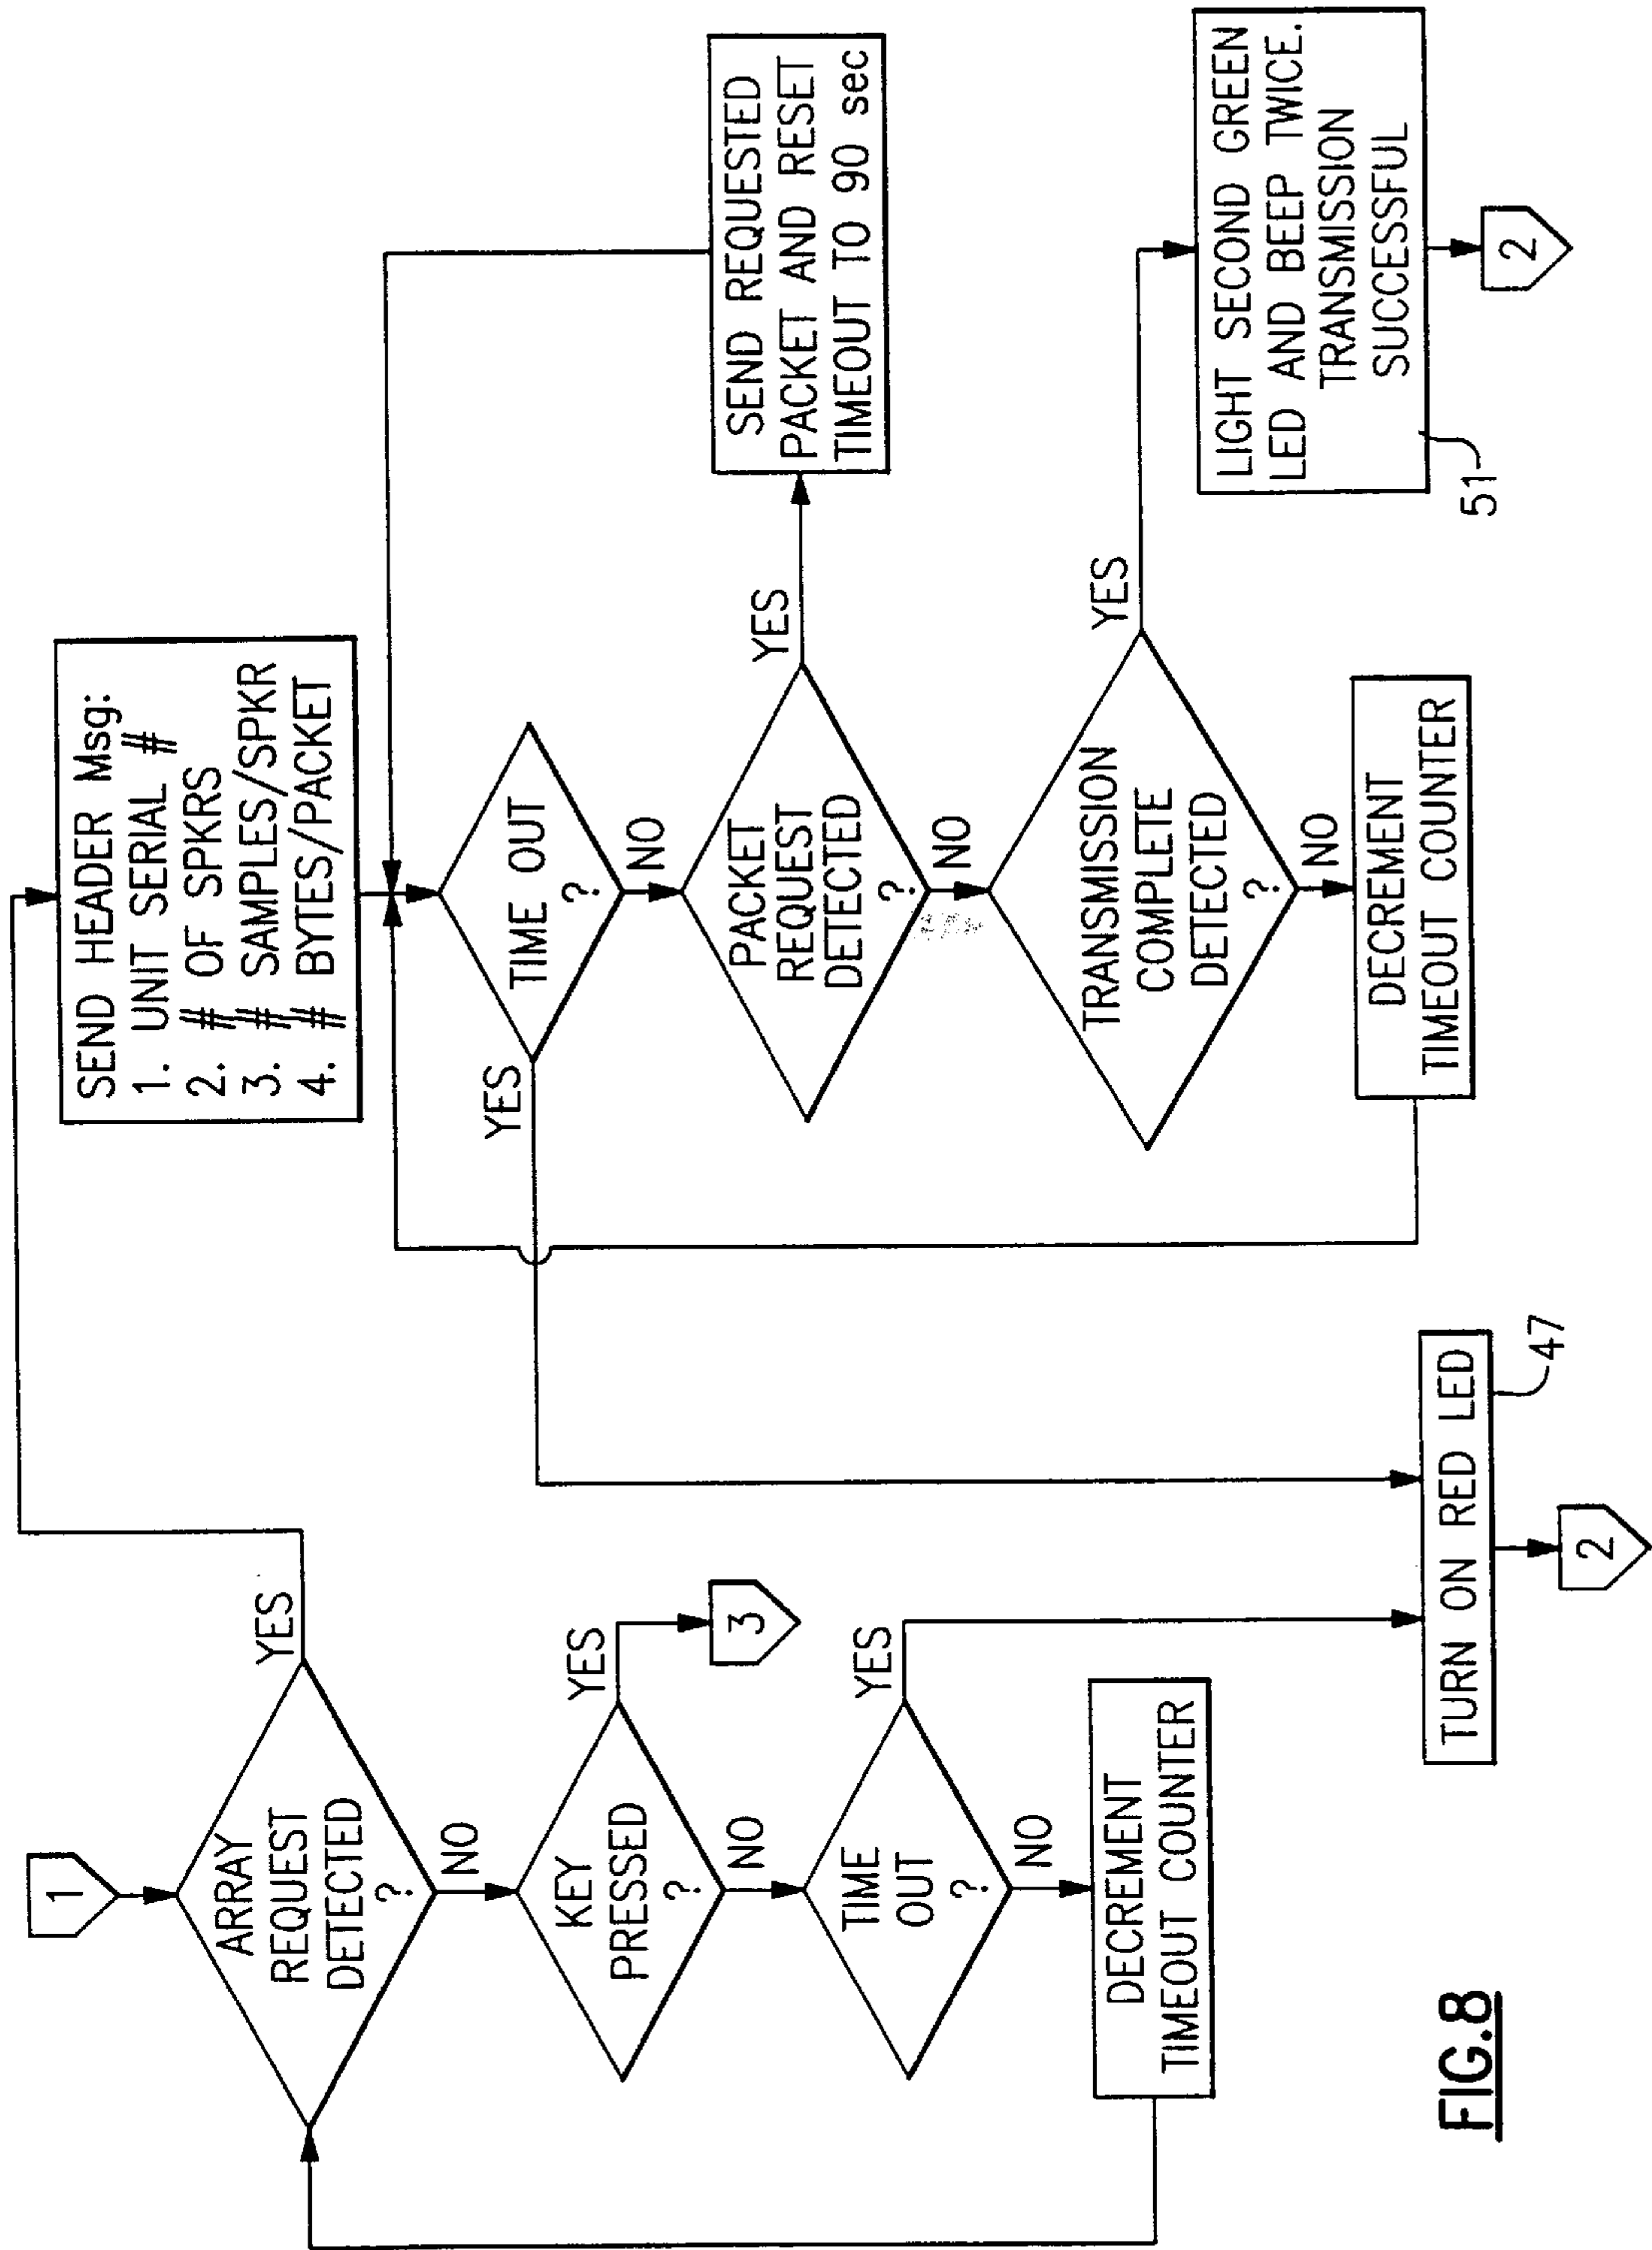 1
ARRAY
REQUEST
DETECTED
?
YES
NO
KEY
PRESSED
?
YES
3
NO
TIME
OUT
?
YES
NO
DECREMENT
TIMEOUT COUNTER
TURN ON RED LED
47
2
SEND HEADER Msg:
1. UNIT SERIAL #
2. # OF SPKRS
3. # SAMPLES/SPKR
4. # BYTES/PACKET
TIME OUT
?
YES
NO
PACKET
REQUEST
DETECTED
?
YES
NO
SEND REQUESTED
PACKET AND RESET
TIMEOUT TO 90 sec
TRANSMISSION
COMPLETE
DETECTED
?
YES
NO
DECREMENT
TIMEOUT COUNTER
LIGHT SECOND GREEN
LED AND BEEP TWICE.
TRANSMISSION
SUCCESSFUL
51
2
FIG.8